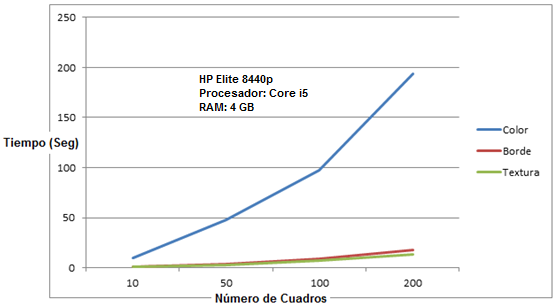 250
200
150
100
50
0
Tiempo (Seg)
HP Elite 8440p
Procesador: Core i5
RAM: 4 GB
Color
Borde
Textura
10 50 100 200
Número de Cuadros